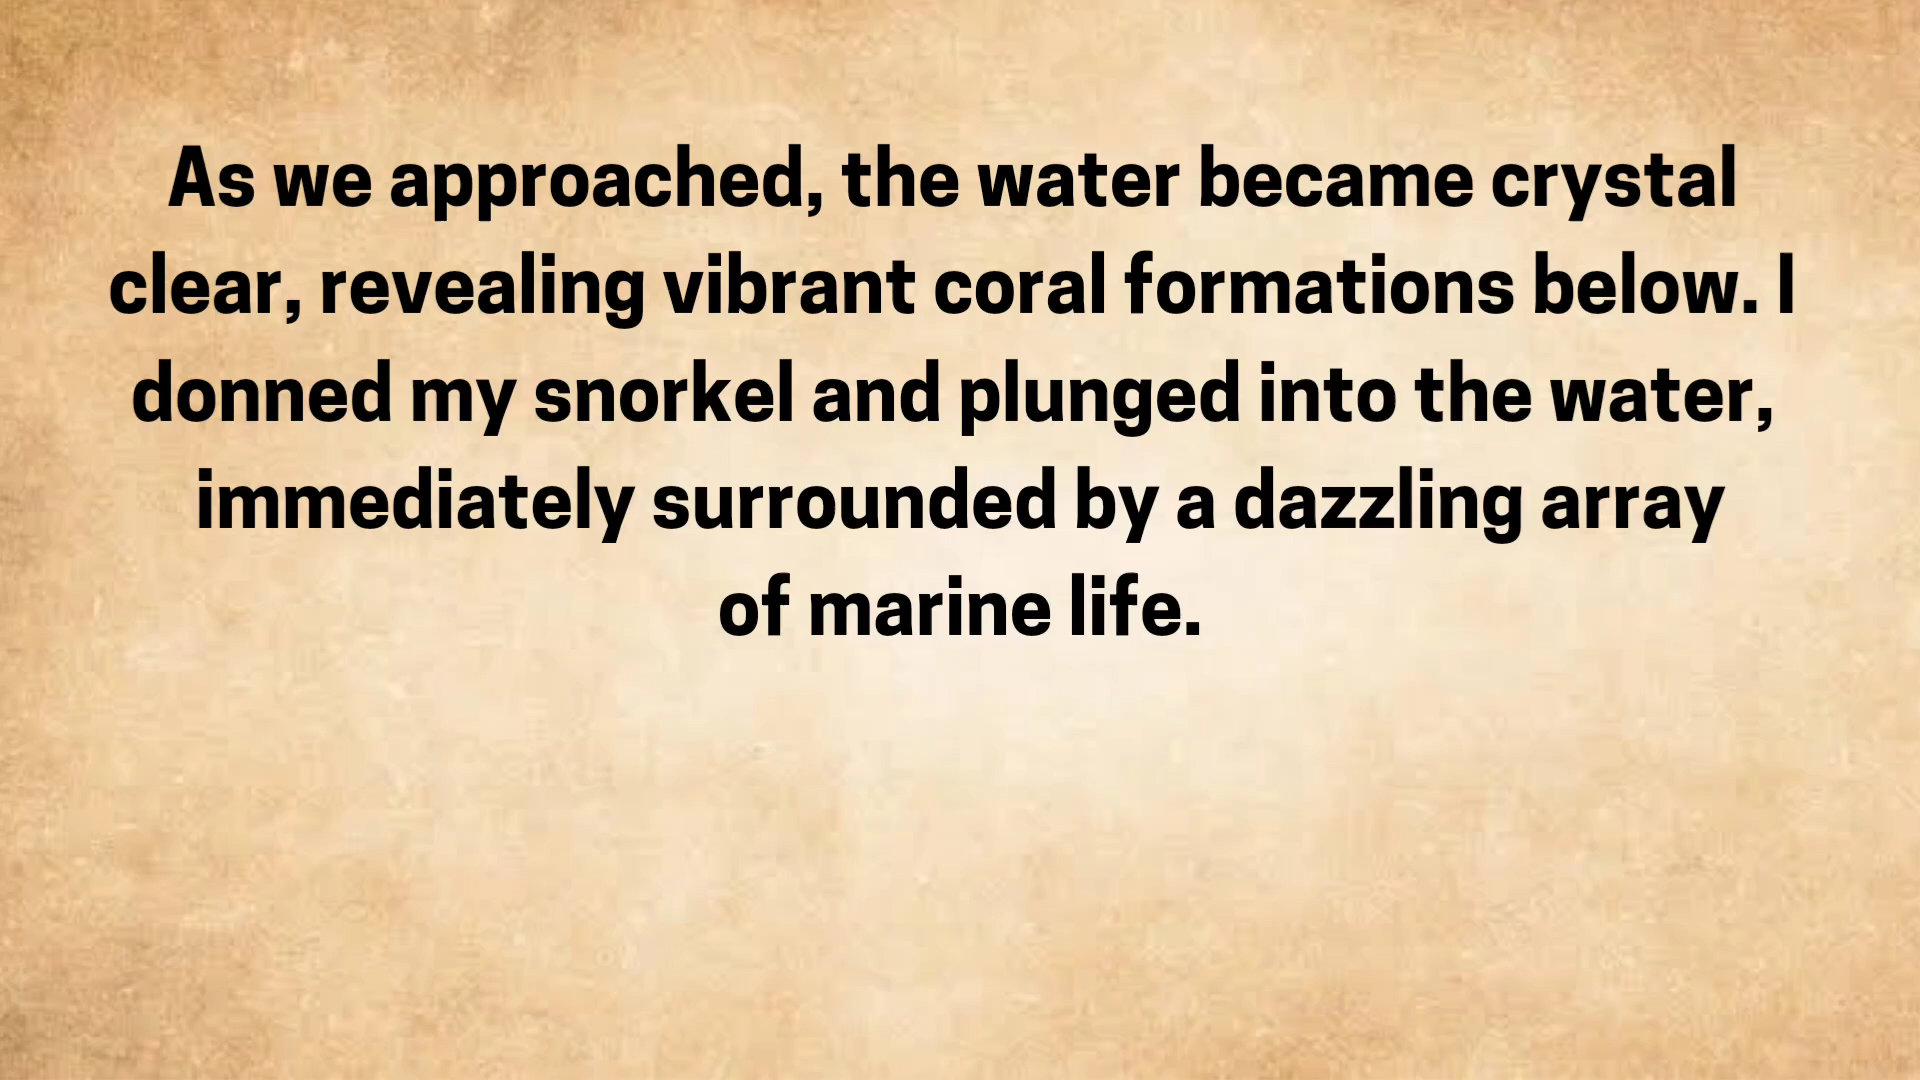 As we approached, the water became crystal
clear, revealing vibrant coral formations below. I
donned my snorkel and plunged into the water,
immediately surrounded by a dazzling array
of marine life.